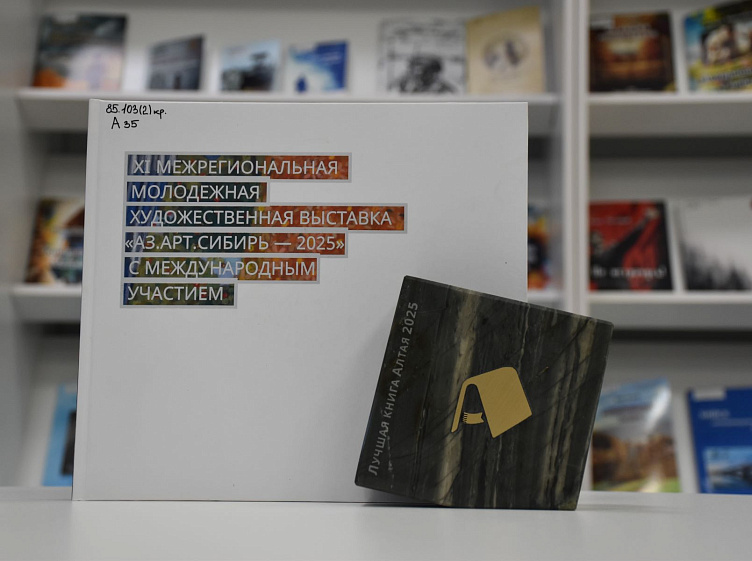 85.103(2)кр.
А 35
XI МЕЖРЕГИОНАЛЬНАЯ
МОЛОДЕЖНАЯ
ХУДОЖЕСТВЕННАЯ ВЫСТАВКА
«АЗ.АРТ.СИБИРЬ — 2025»
С МЕЖДУНАРОДНЫМ
УЧАСТИЕМ
ЛУЧШАЯ КНИГА АЛТАЯ 2025